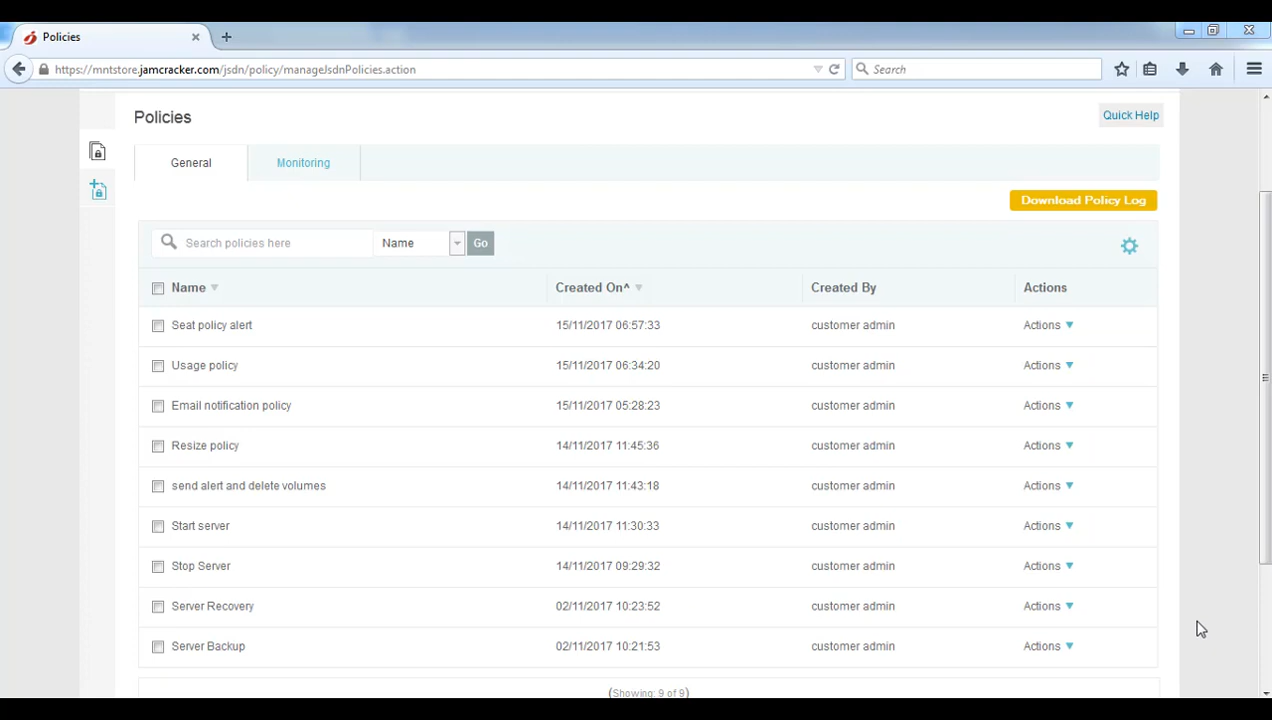 Policies
https://mntstore.jamcracker.com/jsdn/policy/manageJsdnPolicies.action
Search
Policies
Quick Help
General
Monitoring
Download Policy Log
Search policies here
Name
Go
Name
Created On^
Created By
Actions
Seat policy alert
15/11/2017 06:57:33
customer admin
Actions
Usage policy
15/11/2017 06:34:20
customer admin
Actions
Email notification policy
15/11/2017 05:28:23
customer admin
Actions
Resize policy
14/11/2017 11:45:36
customer admin
Actions
send alert and delete volumes
14/11/2017 11:43:18
customer admin
Actions
Start server
14/11/2017 11:30:33
customer admin
Actions
Stop Server
14/11/2017 09:29:32
customer admin
Actions
Server Recovery
02/11/2017 10:23:52
customer admin
Actions
Server Backup
02/11/2017 10:21:53
customer admin
Actions
(Showing: 9 of 9)